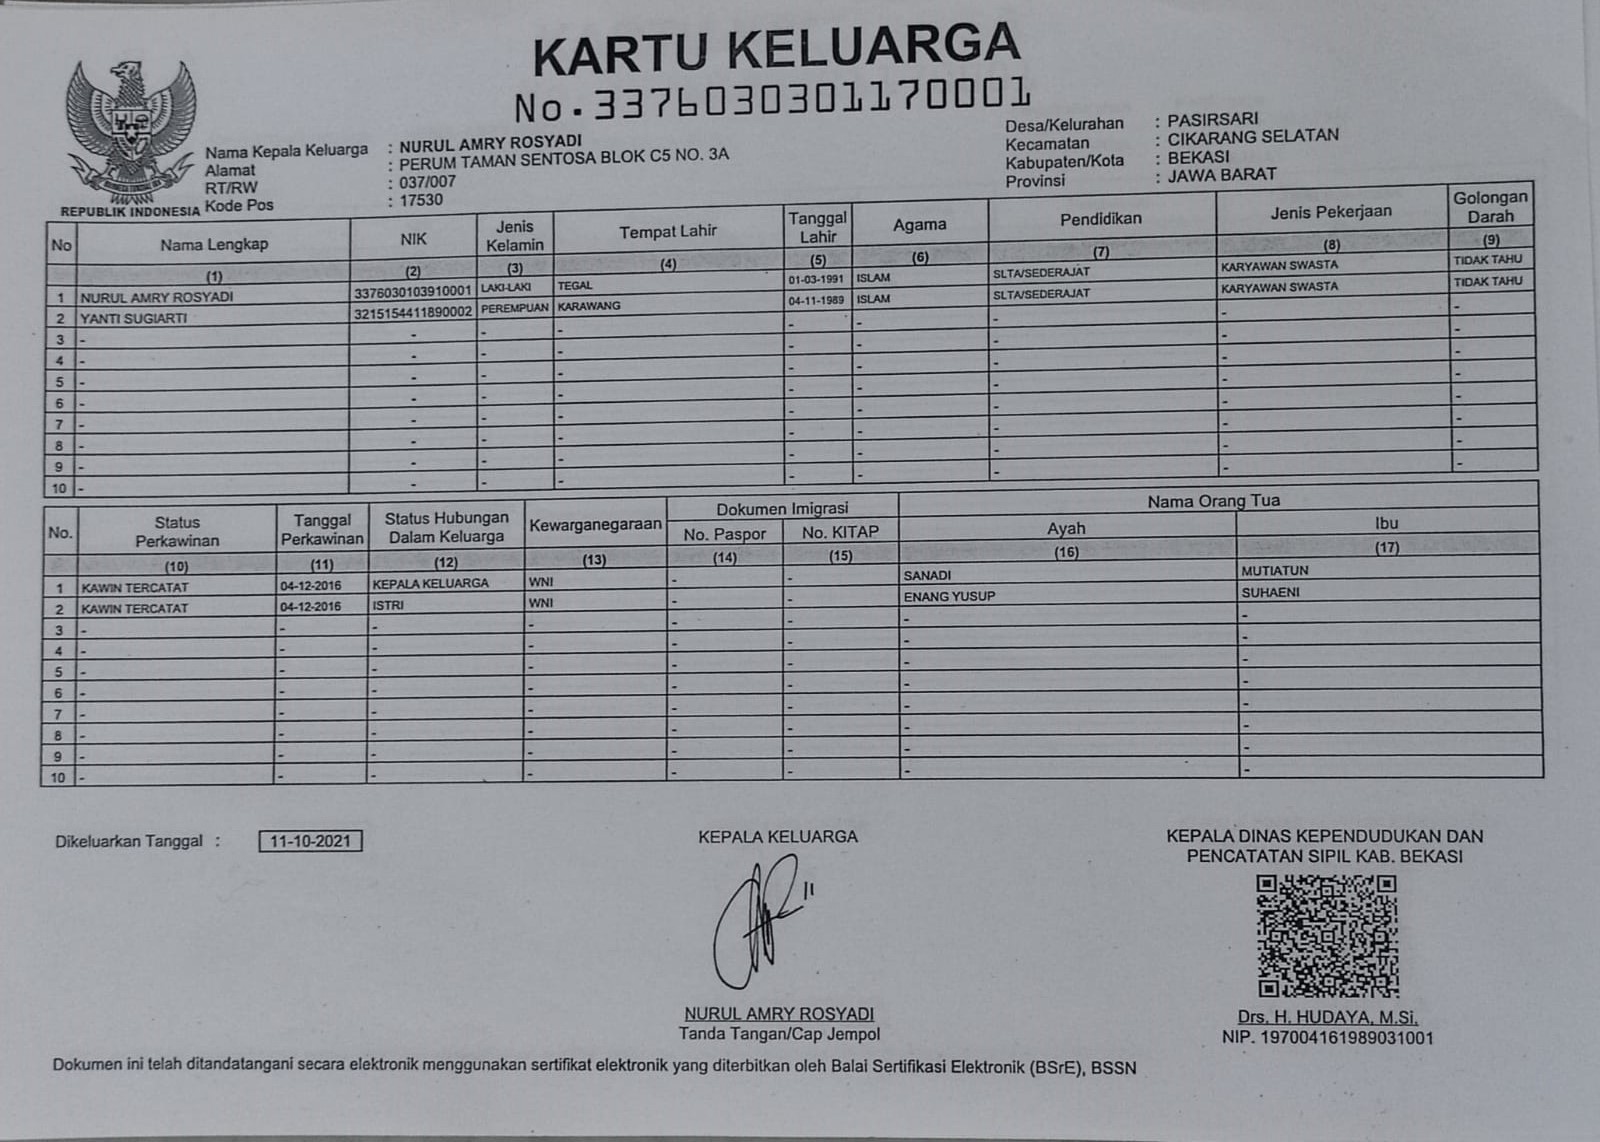 KARTU KELUARGA
No.3376030301170001
REPUBLIK INDONESIA
Nama Kepala Keluarga : NURUL AMRY ROSYADI
Alamat : PERUM TAMAN SENTOSA BLOK C5 NO. 3A
RT/RW : 037/007
Kode Pos : 17530
Desa/Kelurahan : PASIRSARI
Kecamatan : CIKARANG SELATAN
Kabupaten/Kota : BEKASI
Provinsi : JAWA BARAT
No Nama Lengkap NIK Jenis Kelamin Tempat Lahir Tanggal Lahir Agama Pendidikan Jenis Pekerjaan Golongan Darah
(1) (2) (3) (4) (5) (6) (7) (8) (9)
1 NURUL AMRY ROSYADI 3376030103910001 LAKI-LAKI TEGAL 01-03-1991 ISLAM SLTA/SEDERAJAT KARYAWAN SWASTA TIDAK TAHU
2 YANTI SUGIARTI 3215154411890002 PEREMPUAN KARAWANG 04-11-1989 ISLAM SLTA/SEDERAJAT KARYAWAN SWASTA TIDAK TAHU
3 - - - - - - - - -
4 - - - - - - - - -
5 - - - - - - - - -
6 - - - - - - - - -
7 - - - - - - - - -
8 - - - - - - - - -
9 - - - - - - - - -
10 - - - - - - - - -
No. Status Perkawinan Tanggal Perkawinan Status Hubungan Dalam Keluarga Kewarganegaraan Dokumen Imigrasi Nama Orang Tua
No. Paspor No. KITAP Ayah Ibu
(10) (11) (12) (13) (14) (15) (16) (17)
1 KAWIN TERCATAT 04-12-2016 KEPALA KELUARGA WNI - - SANADI MUTIATUN
2 KAWIN TERCATAT 04-12-2016 ISTRI WNI - - ENANG YUSUP SUHAENI
3 - - - - - - - -
4 - - - - - - - -
5 - - - - - - - -
6 - - - - - - - -
7 - - - - - - - -
8 - - - - - - - -
9 - - - - - - - -
10 - - - - - - - -
Dikeluarkan Tanggal : 11-10-2021
KEPALA KELUARGA
NURUL AMRY ROSYADI
Tanda Tangan/Cap Jempol
KEPALA DINAS KEPENDUDUKAN DAN
PENCATATAN SIPIL KAB. BEKASI
Drs. H. HUDAYA, M.Si.
NIP. 197004161989031001
Dokumen ini telah ditandatangani secara elektronik menggunakan sertifikat elektronik yang diterbitkan oleh Balai Sertifikasi Elektronik (BSrE), BSSN